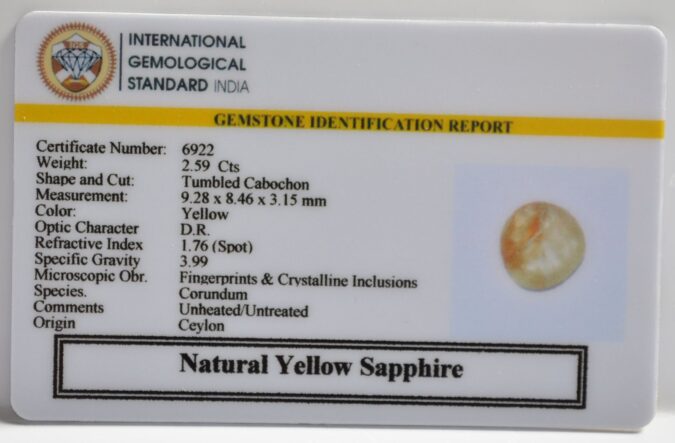 IGS
INTERNATIONAL
GEMOLOGICAL
STANDARD INDIA
GEMSTONE IDENTIFICATION REPORT
Certificate Number: 6922
Weight: 2.59 Cts
Shape and Cut: Tumbled Cabochon
Measurement: 9.28 x 8.46 x 3.15 mm
Color: Yellow
Optic Character D.R.
Refractive Index 1.76 (Spot)
Specific Gravity 3.99
Microscopic Obr. Fingerprints & Crystalline Inclusions
Species. Corundum
Comments Unheated/Untreated
Origin Ceylon
Natural Yellow Sapphire